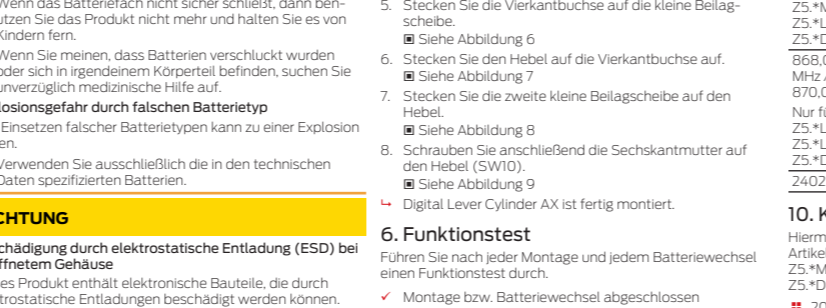 Wenn das Batteriefach nicht sicher schließt, dann ben-
utzen Sie das Produkt nicht mehr und halten Sie es von
Kindern fern.
Wenn Sie meinen, dass Batterien verschluckt wurden
oder sich in irgendeinem Körperteil befinden, suchen Sie
unverzüglich medizinische Hilfe auf.
losionsgefahr durch falschen Batterietyp
Einsetzen falscher Batterietypen kann zu einer Explosion
en.
Verwenden Sie ausschließlich die in den technischen
Daten spezifizierten Batterien.
CHTUNG
chädigung durch elektrostatische Entladung (ESD) bei
ffnetem Gehäuse
es Produkt enthält elektronische Bauteile, die durch
trostatische Entladungen beschädigt werden können.
5. Stecken Sie die Vierkantbuchse auf die kleine Beilag-
scheibe.
▣ Siehe Abbildung 6
6. Stecken Sie den Hebel auf die Vierkantbuchse auf.
▣ Siehe Abbildung 7
7. Stecken Sie die zweite kleine Beilagscheibe auf den
Hebel.
▣ Siehe Abbildung 8
8. Schrauben Sie anschließend die Sechskantmutter auf
den Hebel (SW10).
▣ Siehe Abbildung 9
↪ Digital Lever Cylinder AX ist fertig montiert.
6. Funktionstest
Führen Sie nach jeder Montage und jedem Batteriewechsel
einen Funktionstest durch.
✓ Montage bzw. Batteriewechsel abgeschlossen
Z5.*M
Z5.*L
Z5.*D
868,0
MHz
870,0
Nur fü
Z5.*L
Z5.*L
Z5.*D
2402
10. K
Hierm
Artikel
Z5.*M
Z5.*D
20